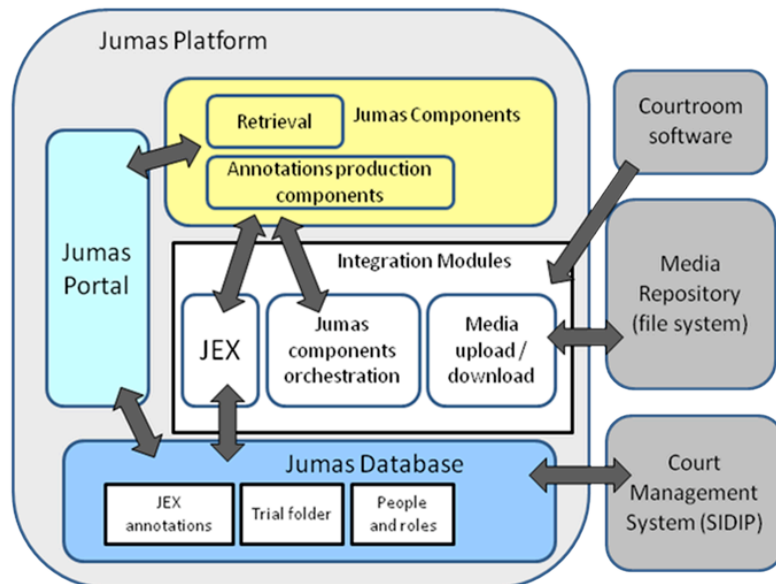 Jumas Platform
Retrieval
Jumas Components
Annotations production
components
Jumas
Portal
Integration Modules
JEX
Jumas
components
orchestration
Media
upload /
download
Jumas Database
JEX
annotations
Trial folder
People
and roles
Courtroom
software
Media
Repository
(file system)
Court
Management
System (SIDIP)